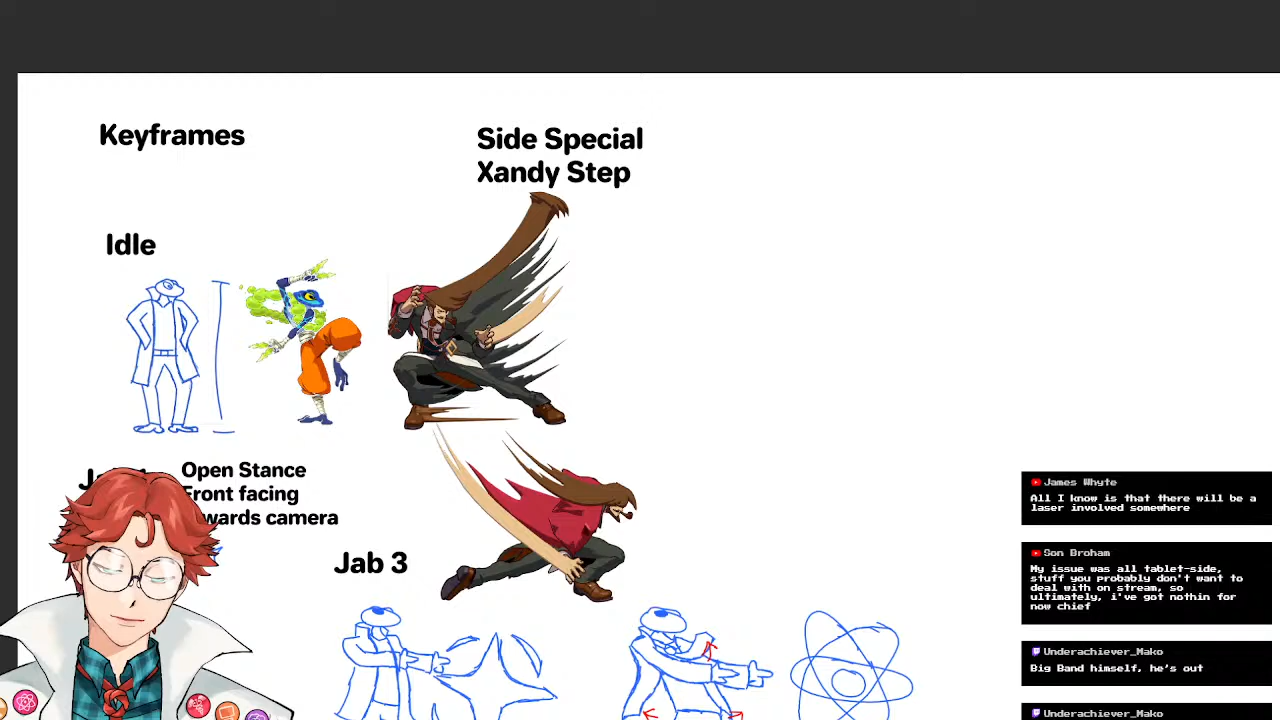 Keyframes
Side Special
Xandy Step
Idle
Open Stance
Front facing
wards camera
Jab 3
James Whyte
All I know is that there will be a
laser involved somewhere
Son Broham
My issue was all tablet-side,
stuff you probably don't want to
deal with on stream, so
ultimately, i've got nothin for
now chief
Underachiever_Mako
Big Band himself, he's out
Underachiever_Mako